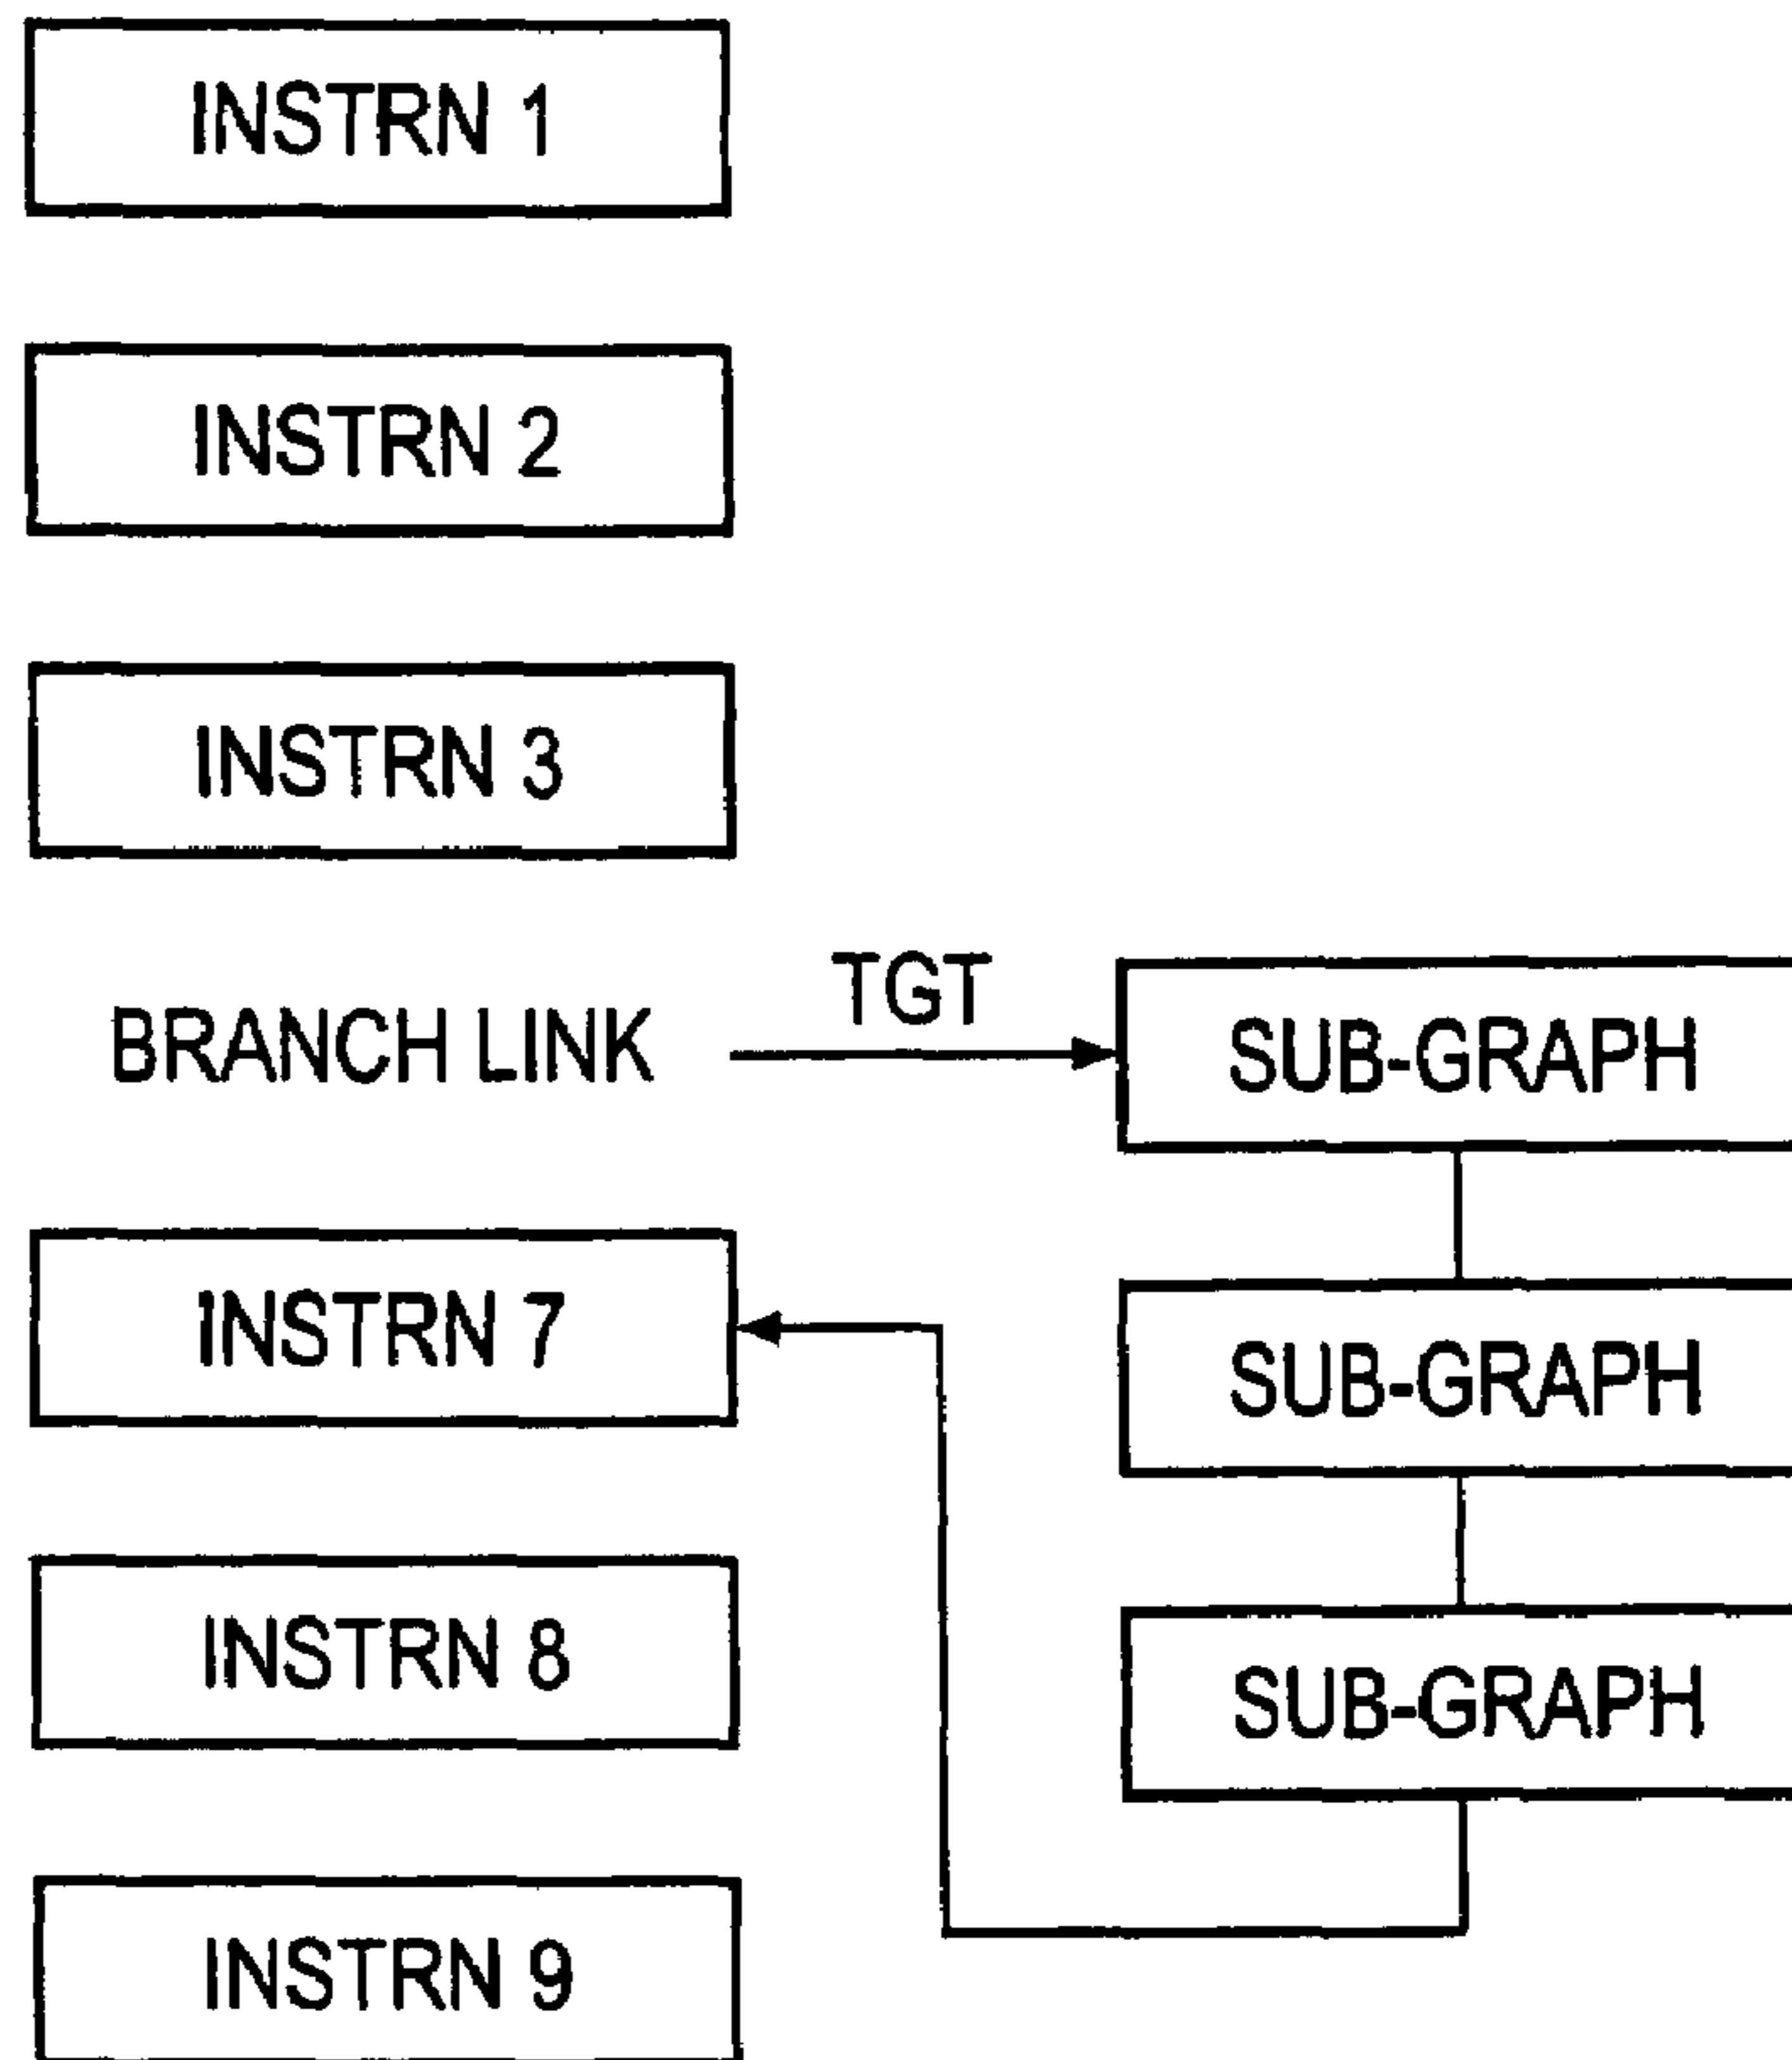 INSTRN 1
INSTRN 2
INSTRN 3
BRANCH LINK
TGT
SUB-GRAPH
INSTRN 7
SUB-GRAPH
INSTRN 8
SUB-GRAPH
INSTRN 9